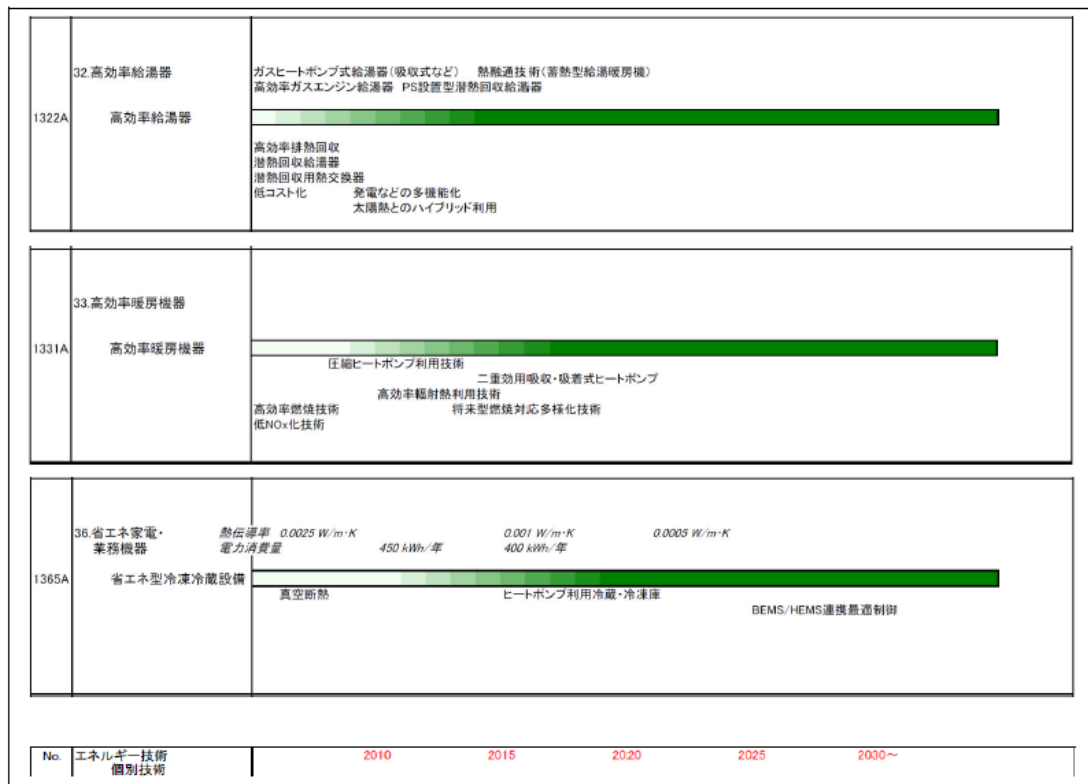 32.高効率給湯器
ガスヒートポンプ式給湯器(吸収式など) 熱融通技術(蓄熱型給湯暖房機)
高効率ガスエンジン給湯器 PS設置型潜熱回収給湯器
1322A 高効率給湯器
高効率排熱回収
潜熱回収給湯器
潜熱回収用熱交換器
低コスト化 発電などの多機能化
太陽熱とのハイブリッド利用
33.高効率暖房機器
1331A 高効率暖房機器
圧縮ヒートポンプ利用技術
二重効用吸収・吸着式ヒートポンプ
高効率輻射熱利用技術
高効率燃焼技術 将来型燃焼対応多様化技術
低NOx化技術
36.省エネ家電・ 熱伝導率 0.0025 W/m・K 0.001 W/m・K 0.0005 W/m・K
業務機器 電力消費量 450 kWh/年 400 kWh/年
1365A 省エネ型冷凍冷蔵設備
真空断熱 ヒートポンプ利用冷蔵・冷凍庫
BEMS/HEMS連携最適制御
No. エネルギー技術 2010 2015 2020 2025 2030～
個別技術